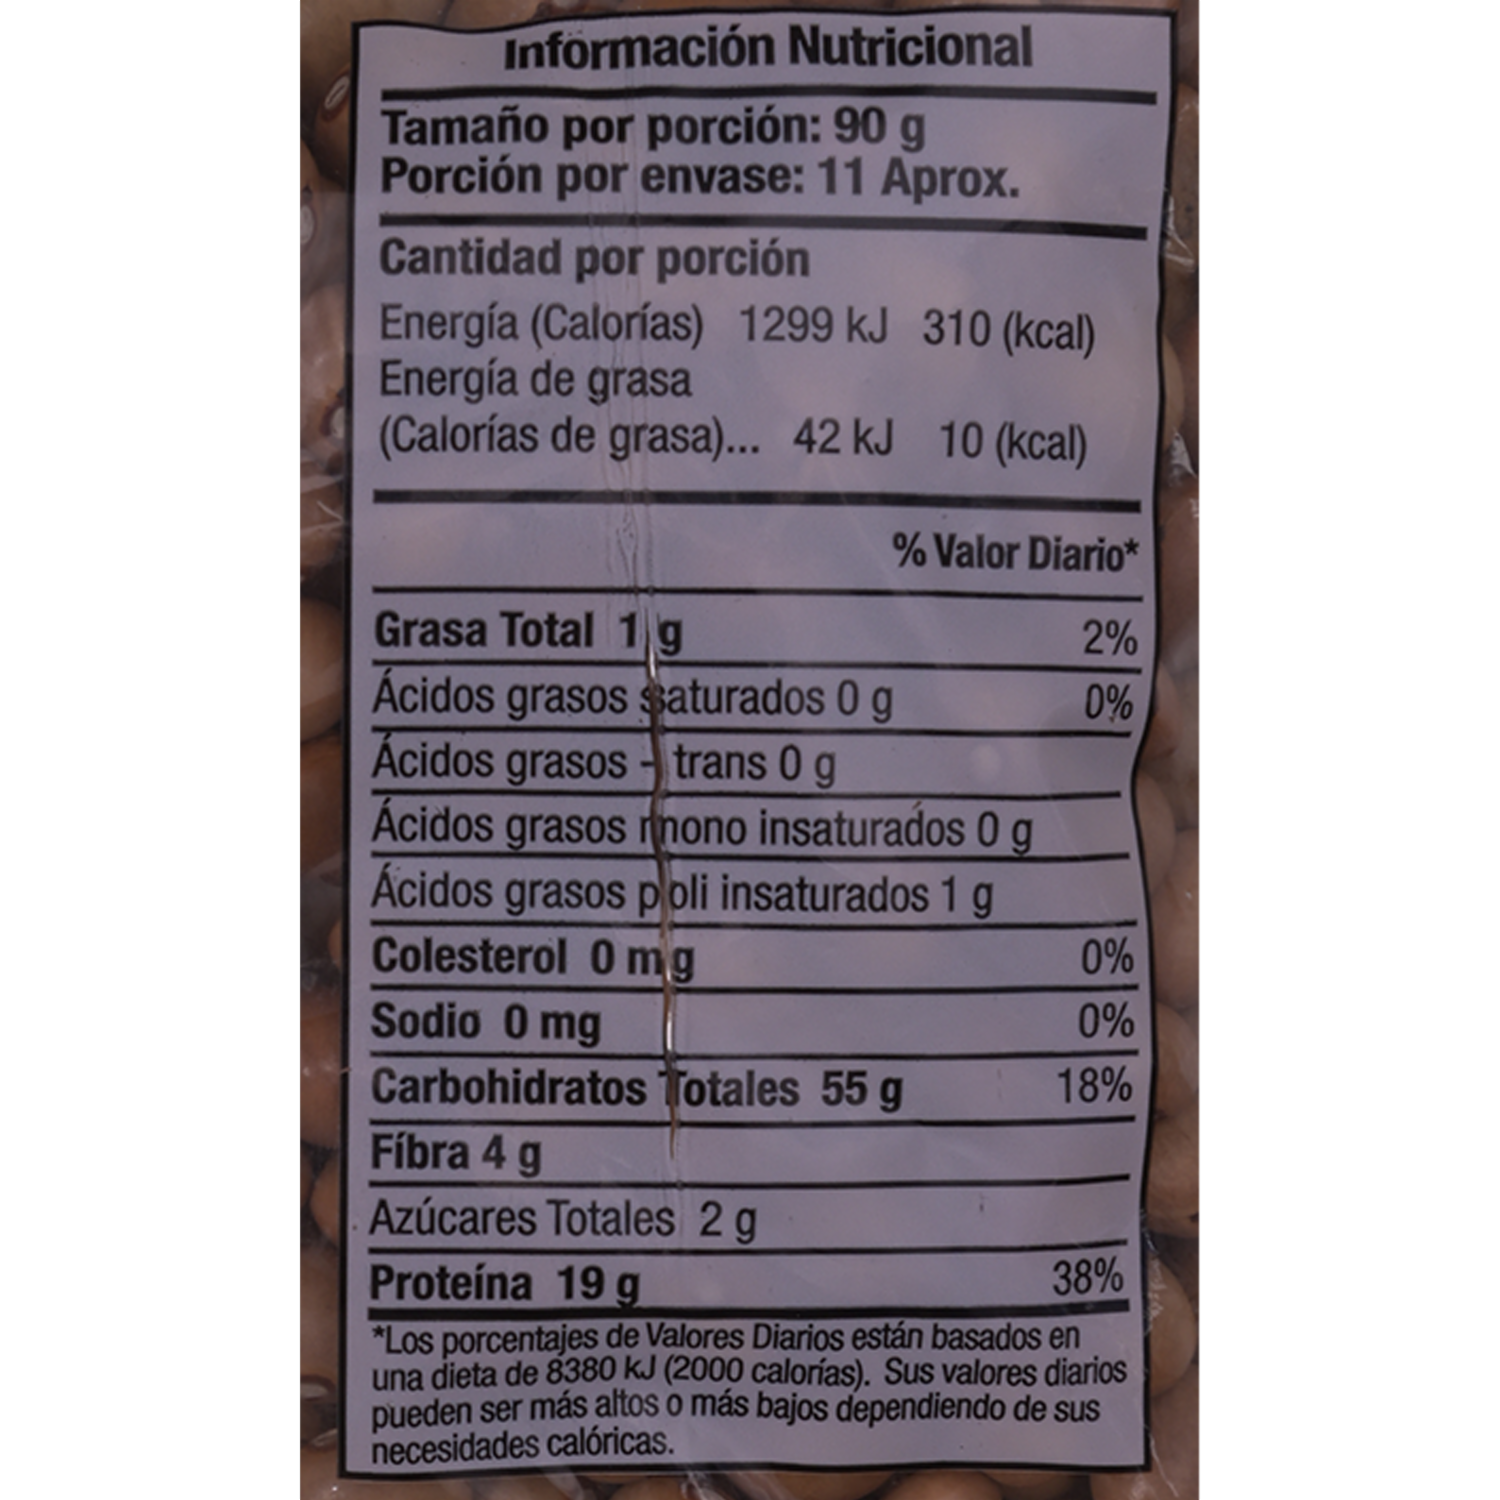 Información Nutricional
Tamaño por porción: 90 g
Porción por envase: 11 Aprox.
Cantidad por porción
Energía (Calorías) 1299 kJ 310 (kcal)
Energía de grasa
(Calorías de grasa)... 42 kJ 10 (kcal)
% Valor Diario*
Grasa Total 1 g 2%
Ácidos grasos saturados 0 g 0%
Ácidos grasos - trans 0 g
Ácidos grasos mono insaturados 0 g
Ácidos grasos poli insaturados 1 g
Colesterol 0 mg 0%
Sodio 0 mg 0%
Carbohidratos Totales 55 g 18%
Fíbra 4 g
Azúcares Totales 2 g
Proteína 19 g 38%
*Los porcentajes de Valores Diarios están basados en
una dieta de 8380 kJ (2000 calorías). Sus valores diarios
pueden ser más altos o más bajos dependiendo de sus
necesidades calóricas.